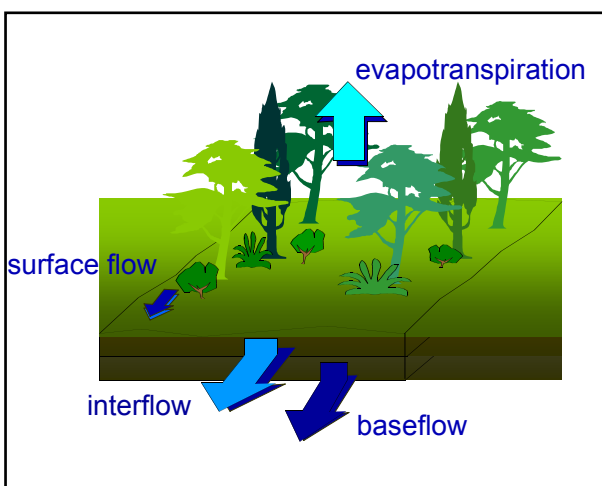 evapotranspiration
surface flow
interflow
baseflow